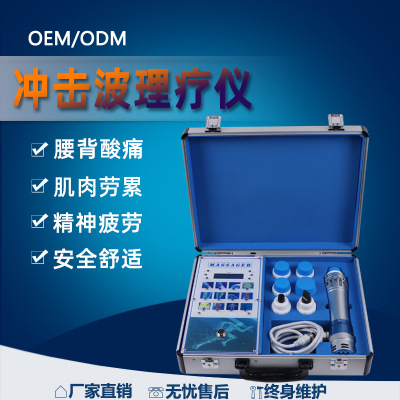 OEM/ODM
冲击波理疗仪
腰背酸痛
肌肉劳累
精神疲劳
安全舒适
MASSAGER
厂家直销 无忧售后 终身维护